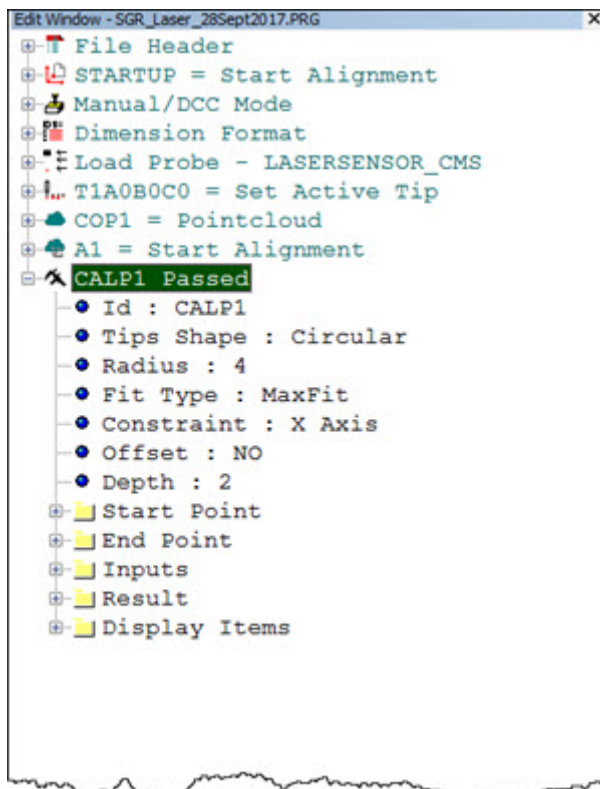 Edit Window - SGR_Laser_28Sept2017.PRG
File Header
STARTUP = Start Alignment
Manual/DCC Mode
Dimension Format
Load Probe - LASERSENSOR_CMS
T1A0B0C0 = Set Active Tip
COP1 = Pointcloud
A1 = Start Alignment
CALP1 Passed
Id : CALP1
Tips Shape : Circular
Radius : 4
Fit Type : MaxFit
Constraint : X Axis
Offset : NO
Depth : 2
Start Point
End Point
Inputs
Result
Display Items